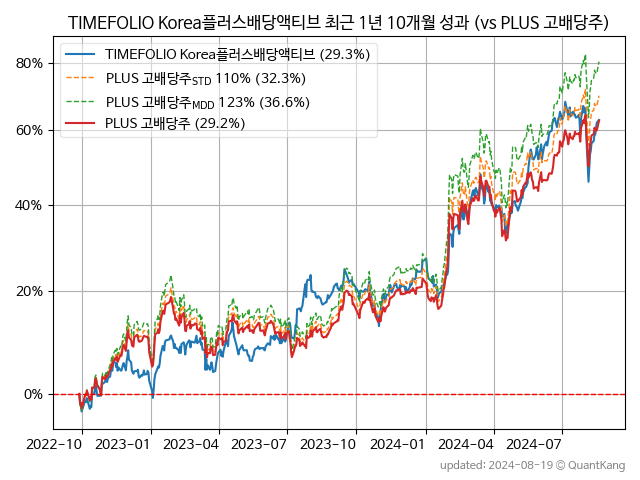 TIMEFOLIO Korea플러스배당액티브 최근 1년 10개월 성과 (vs PLUS 고배당주)
TIMEFOLIO Korea플러스배당액티브 (29.3%)
PLUS 고배당주STD 110% (32.3%)
PLUS 고배당주MDD 123% (36.6%)
PLUS 고배당주 (29.2%)
80%
60%
40%
20%
0%
2022-10 2023-01 2023-04 2023-07 2023-10 2024-01 2024-04 2024-07
updated: 2024-08-19 © QuantKang